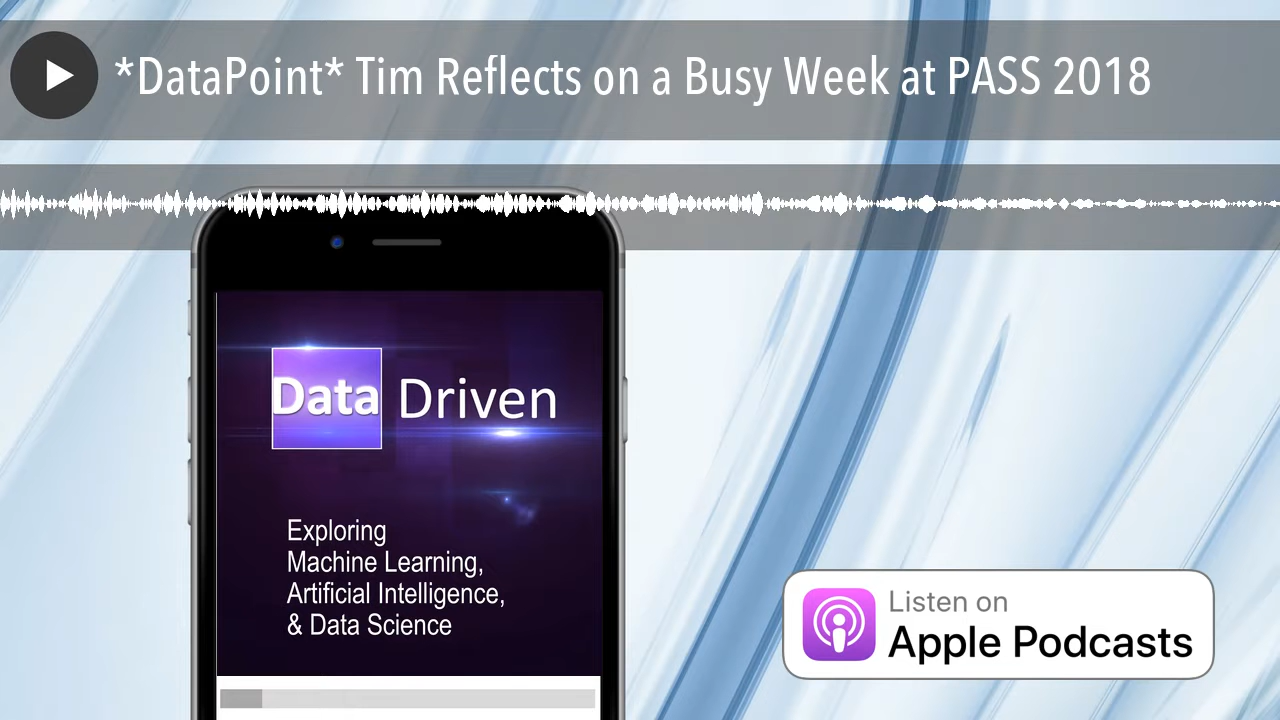 *DataPoint* Tim Reflects on a Busy Week at PASS 2018
Data Driven
Exploring
Machine Learning,
Artificial Intelligence,
& Data Science
Listen on
Apple Podcasts